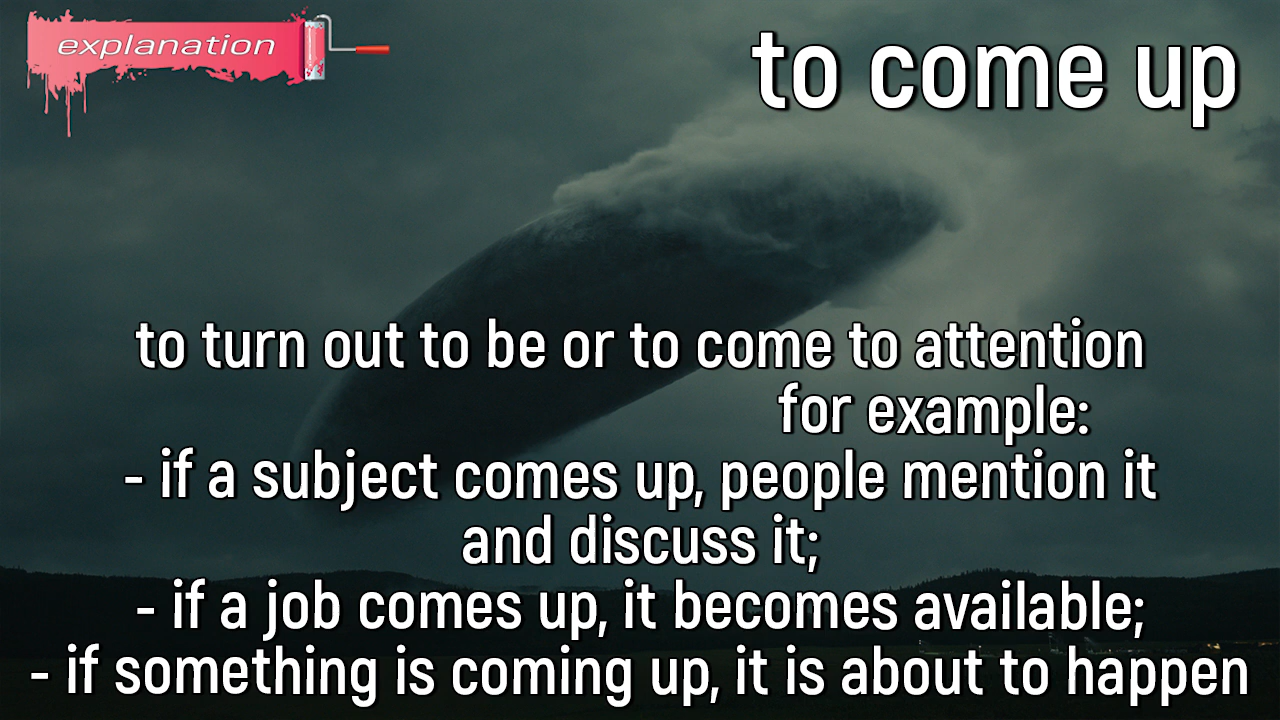 explanation
to come up
to turn out to be or to come to attention
for example:
- if a subject comes up, people mention it
and discuss it;
- if a job comes up, it becomes available;
- if something is coming up, it is about to happen